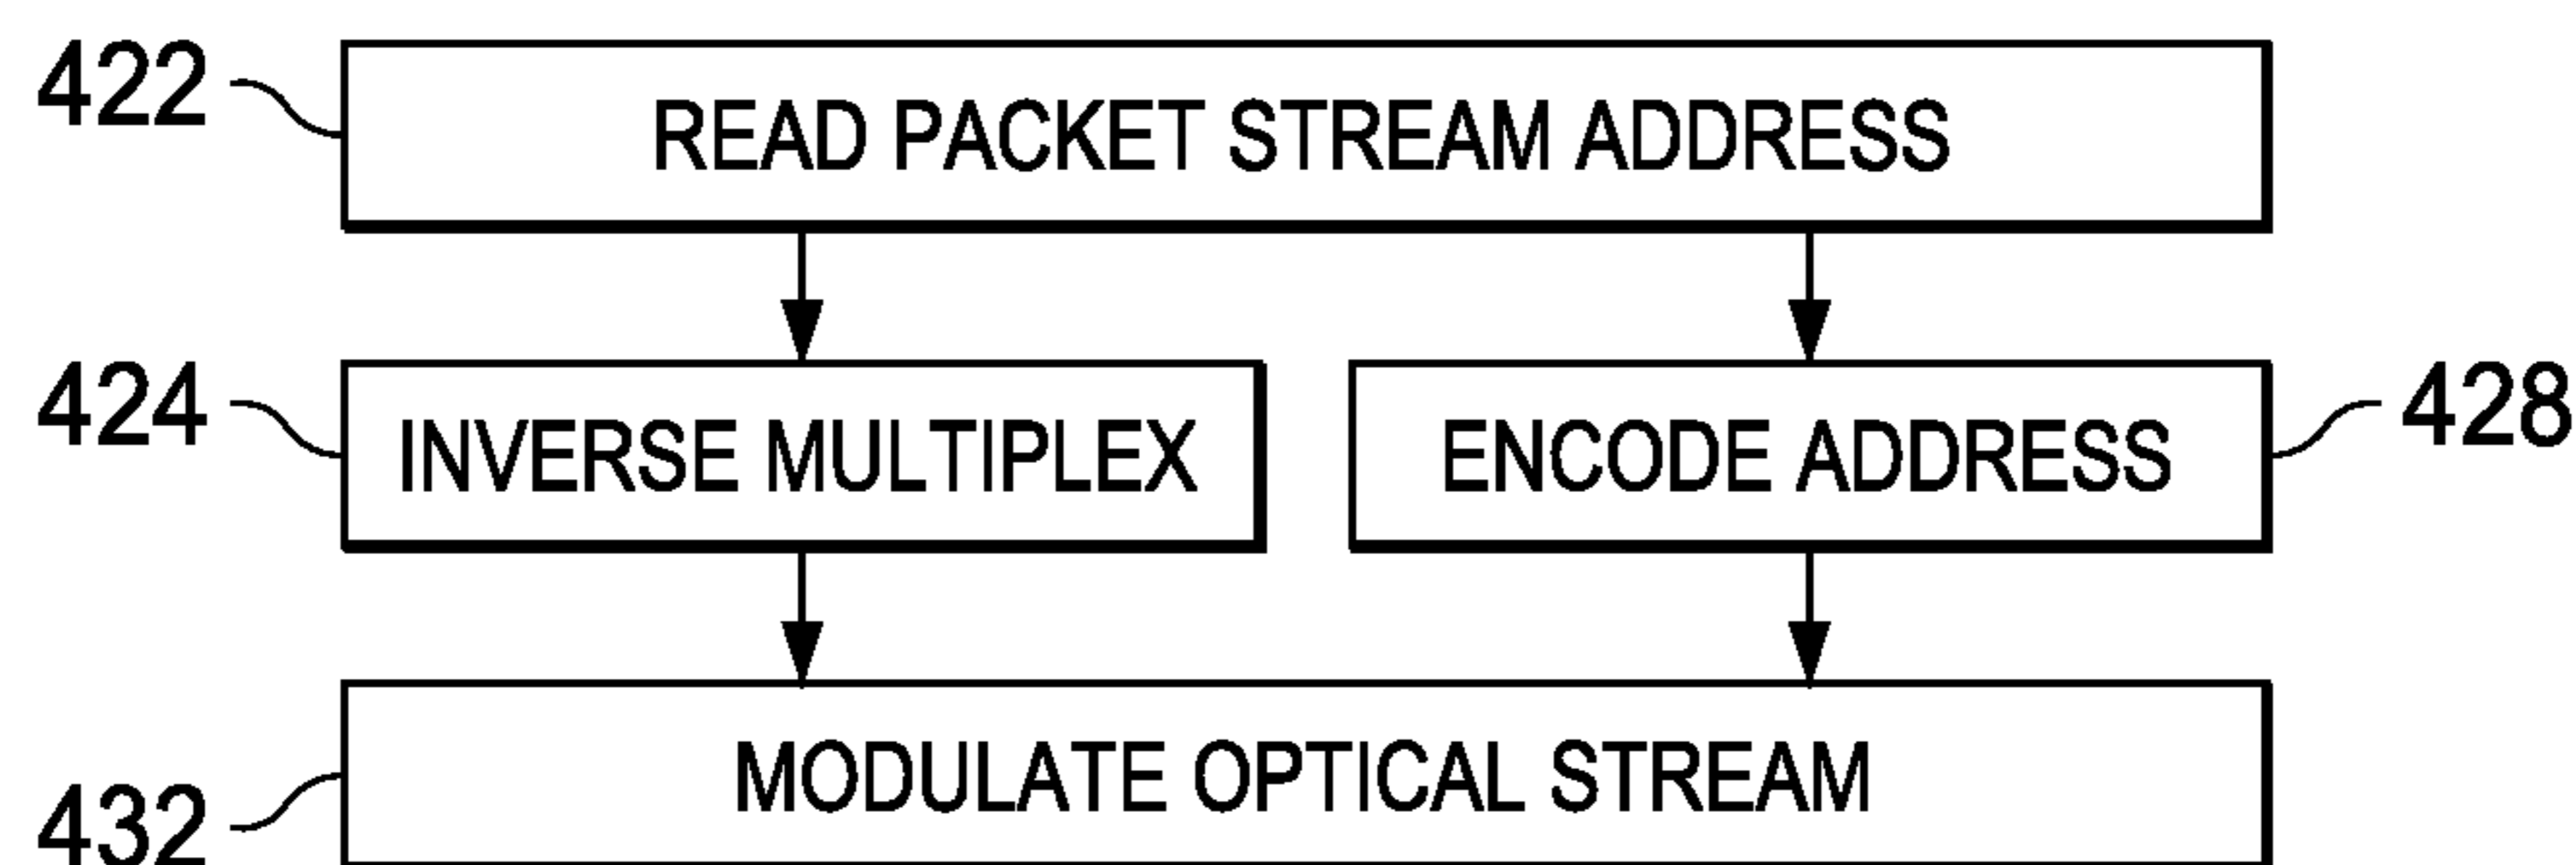 422
READ PACKET STREAM ADDRESS
424
INVERSE MULTIPLEX
ENCODE ADDRESS
428
432
MODULATE OPTICAL STREAM